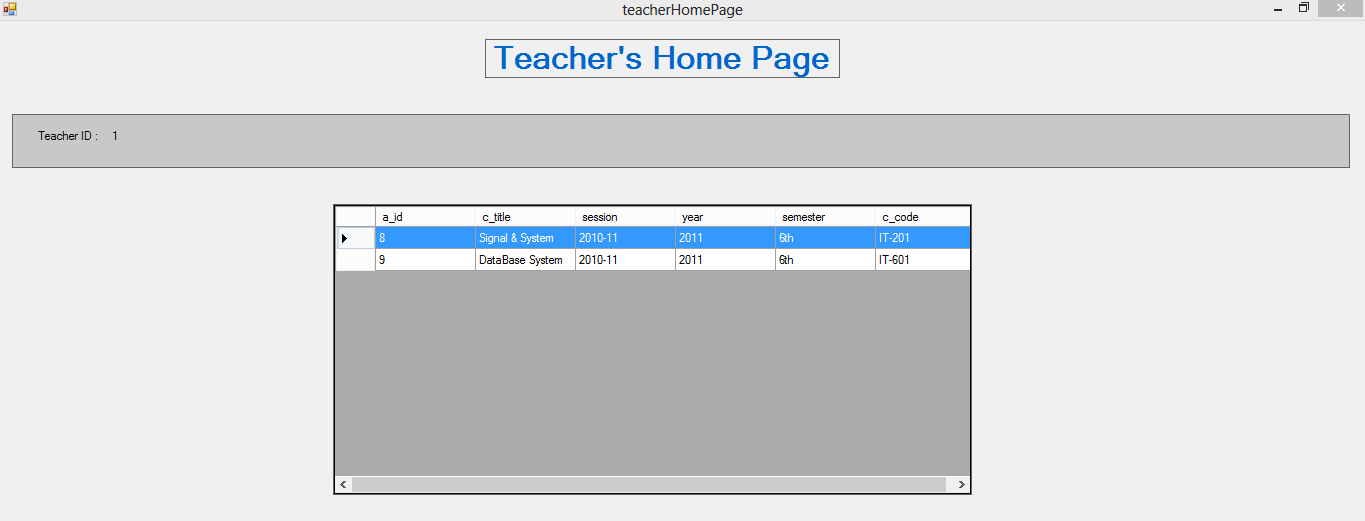 teacherHomePage
Teacher's Home Page
Teacher ID : 1
a_id c_title session year semester c_code
8 Signal & System 2010-11 2011 6th IT-201
9 DataBase System 2010-11 2011 6th IT-601